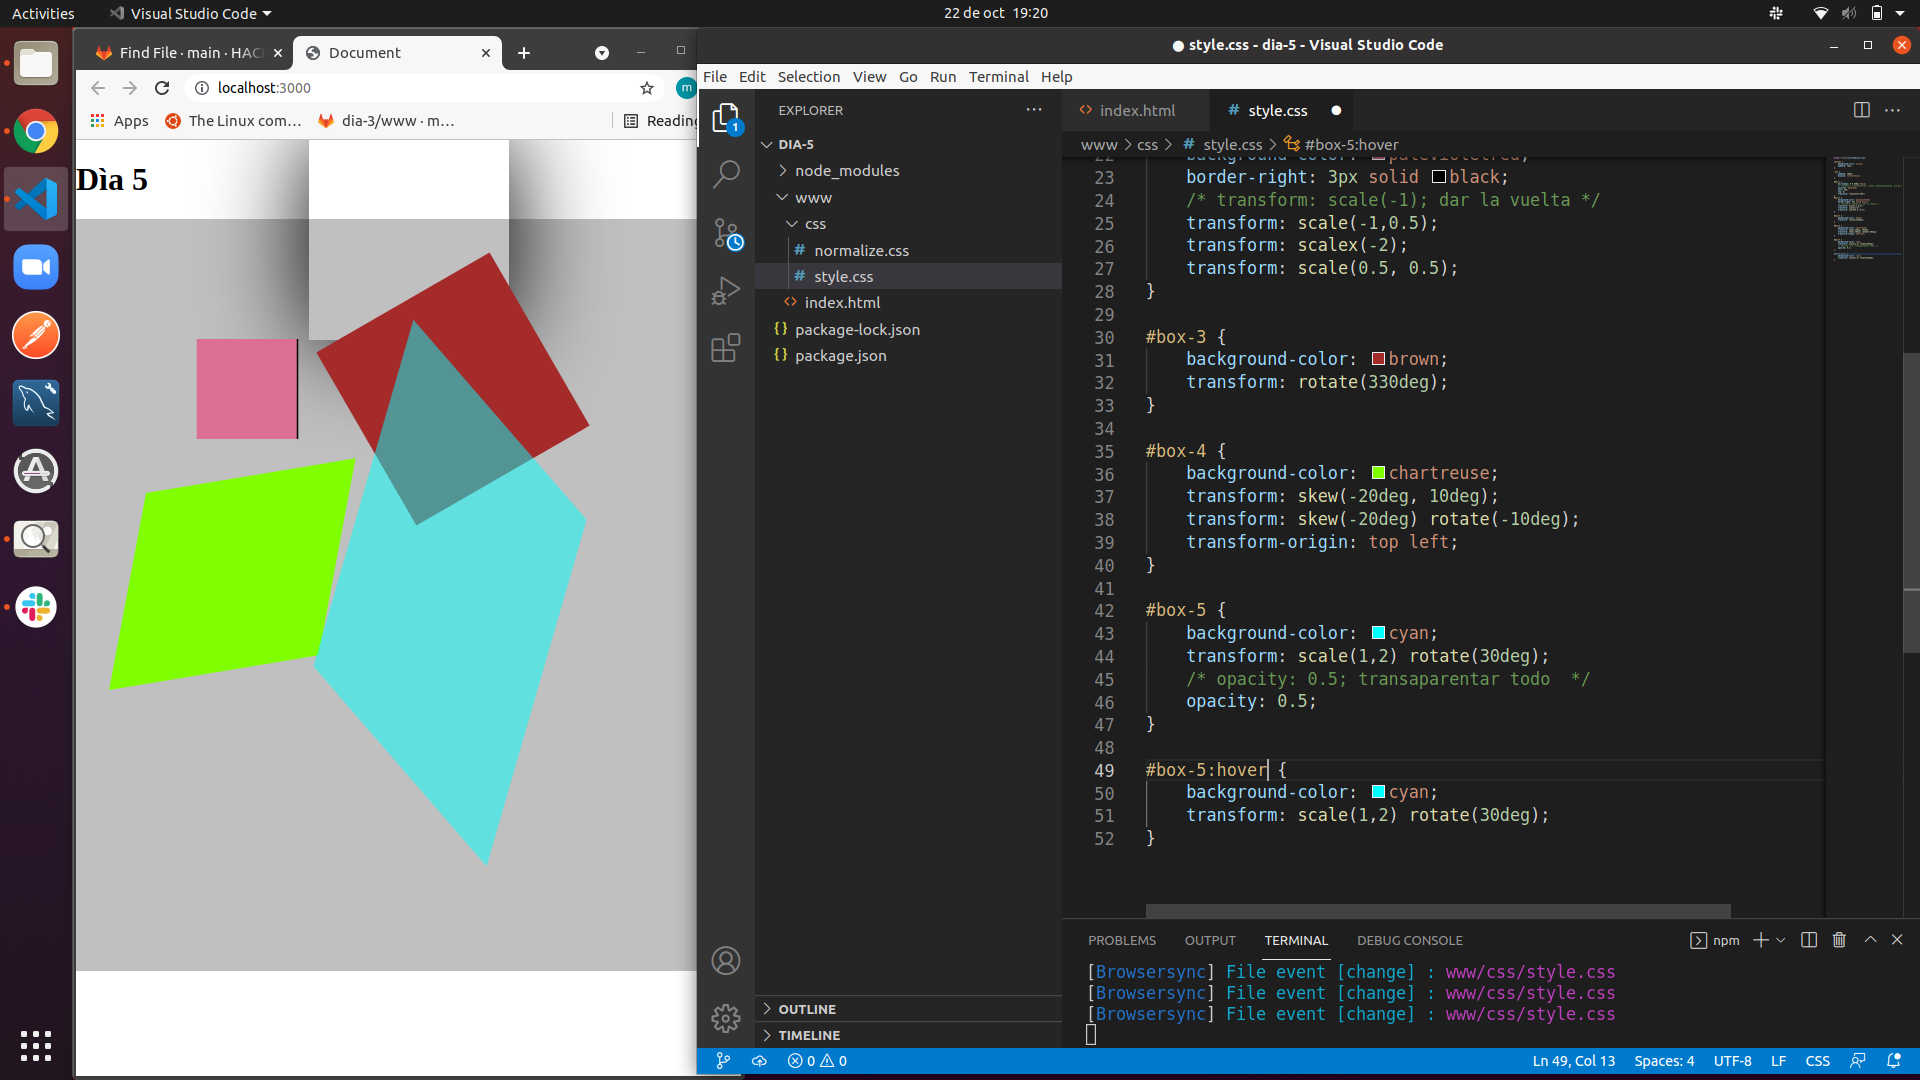 Activities
Visual Studio Code
22 de oct 19:20
Find File · main · HAC
Document
localhost:3000
m
Apps
The Linux com…
dia-3/www · m…
Reading
Dìa 5
● style.css - dia-5 - Visual Studio Code
File Edit Selection View Go Run Terminal Help
1
EXPLORER
DIA-5
node_modules
www
css
# normalize.css
# style.css
<> index.html
{} package-lock.json
{} package.json
OUTLINE
TIMELINE
<> index.html
# style.css
www > css > # style.css > #box-5:hover
22 background-color: palevioletred;
23 border-right: 3px solid black;
24 /* transform: scale(-1); dar la vuelta */
25 transform: scale(-1,0.5);
26 transform: scalex(-2);
27 transform: scale(0.5, 0.5);
28 }
29
30 #box-3 {
31 background-color: brown;
32 transform: rotate(330deg);
33 }
34
35 #box-4 {
36 background-color: chartreuse;
37 transform: skew(-20deg, 10deg);
38 transform: skew(-20deg) rotate(-10deg);
39 transform-origin: top left;
40 }
41
42 #box-5 {
43 background-color: cyan;
44 transform: scale(1,2) rotate(30deg);
45 /* opacity: 0.5; transaparentar todo  */
46 opacity: 0.5;
47 }
48
49 #box-5:hover {
50 background-color: cyan;
51 transform: scale(1,2) rotate(30deg);
52 }
PROBLEMS OUTPUT TERMINAL DEBUG CONSOLE
npm
[Browsersync] File event [change] : www/css/style.css
[Browsersync] File event [change] : www/css/style.css
[Browsersync] File event [change] : www/css/style.css
0 0
Ln 49, Col 13 Spaces: 4 UTF-8 LF CSS